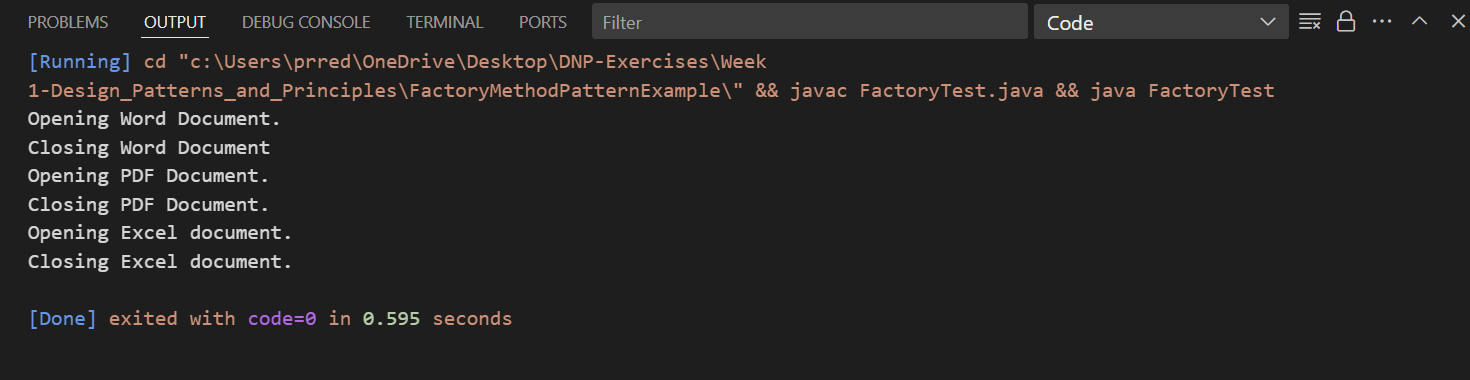 PROBLEMS OUTPUT DEBUG CONSOLE TERMINAL PORTS Filter Code
[Running] cd "c:\Users\prred\OneDrive\Desktop\DNP-Exercises\Week
1-Design_Patterns_and_Principles\FactoryMethodPatternExample\" && javac FactoryTest.java && java FactoryTest
Opening Word Document.
Closing Word Document
Opening PDF Document.
Closing PDF Document.
Opening Excel document.
Closing Excel document.
[Done] exited with code=0 in 0.595 seconds